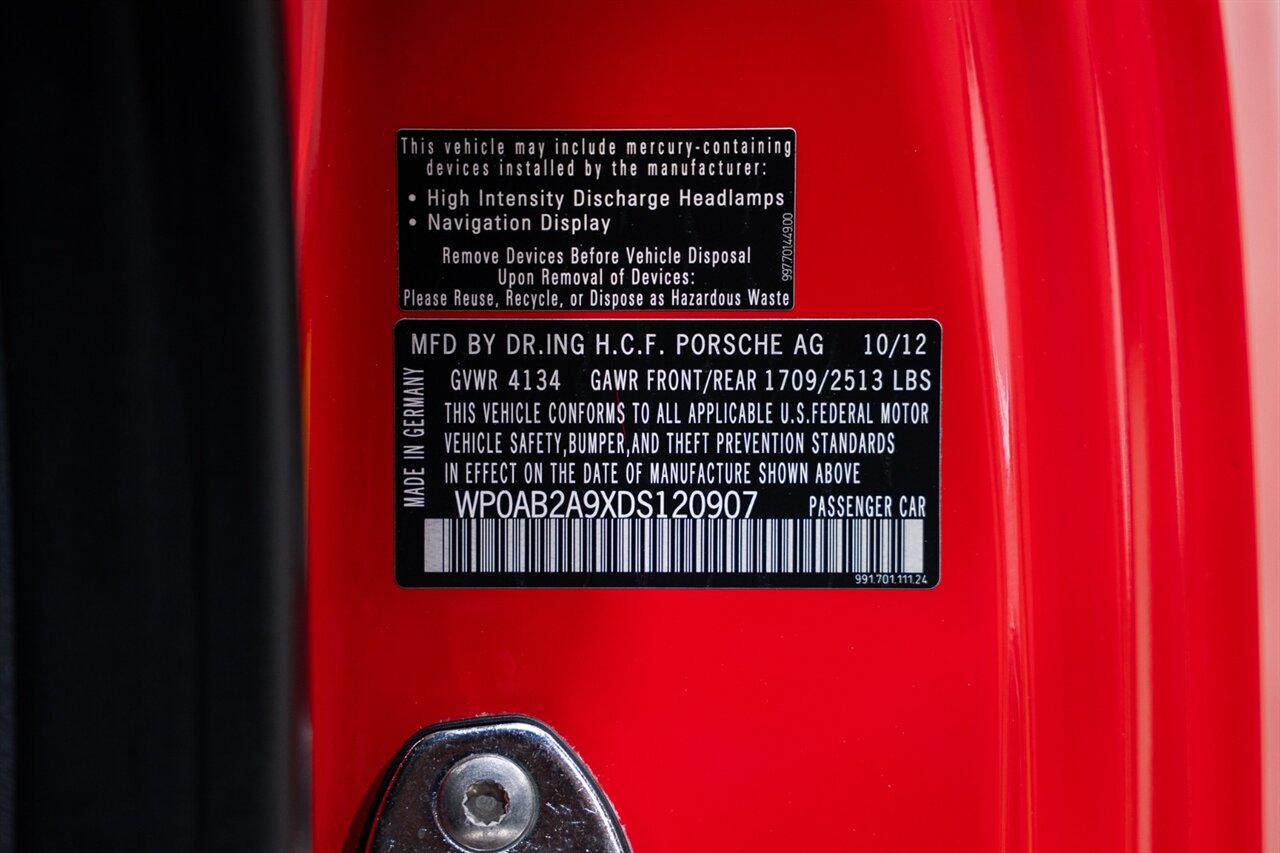 This vehicle may include mercury-containing
devices installed by the manufacturer:
• High Intensity Discharge Headlamps
• Navigation Display
Remove Devices Before Vehicle Disposal
Upon Removal of Devices:
Please Reuse, Recycle, or Dispose as Hazardous Waste
997.701.449.00
MFD BY DR.ING H.C.F. PORSCHE AG 10/12
GVWR 4134 GAWR FRONT/REAR 1709/2513 LBS
MADE IN GERMANY
THIS VEHICLE CONFORMS TO ALL APPLICABLE U.S.FEDERAL MOTOR
VEHICLE SAFETY,BUMPER,AND THEFT PREVENTION STANDARDS
IN EFFECT ON THE DATE OF MANUFACTURE SHOWN ABOVE
WP0AB2A9XDS120907 PASSENGER CAR
991.701.111.24